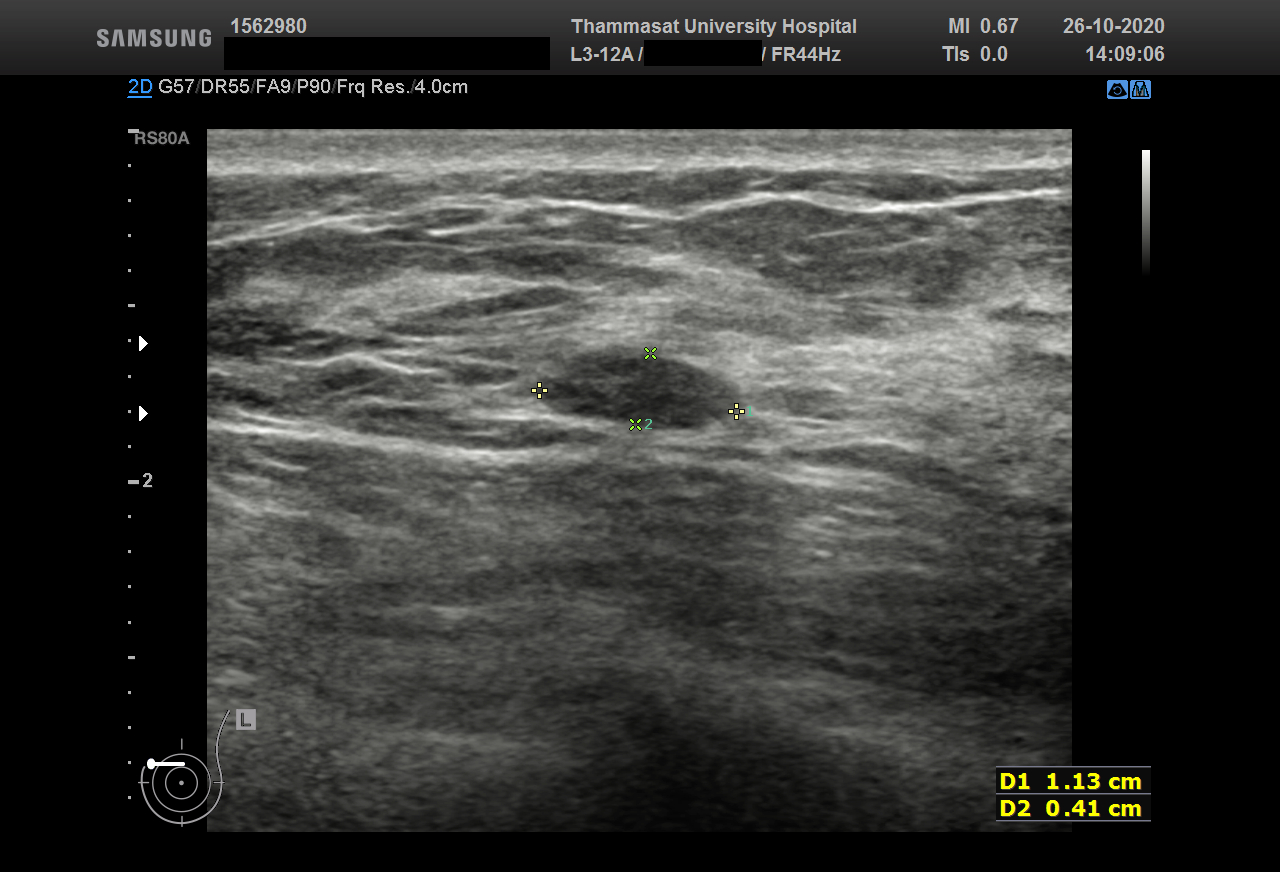 SAMSUNG
1562980
Thammasat University Hospital
MI 0.67
26-10-2020
L3-12A / / FR44Hz
TIs 0.0
14:09:06
2D G57/DR55/FA9/P90/Frq Res./4.0cm
RS80A
2
2
L
D1 1.13 cm
D2 0.41 cm